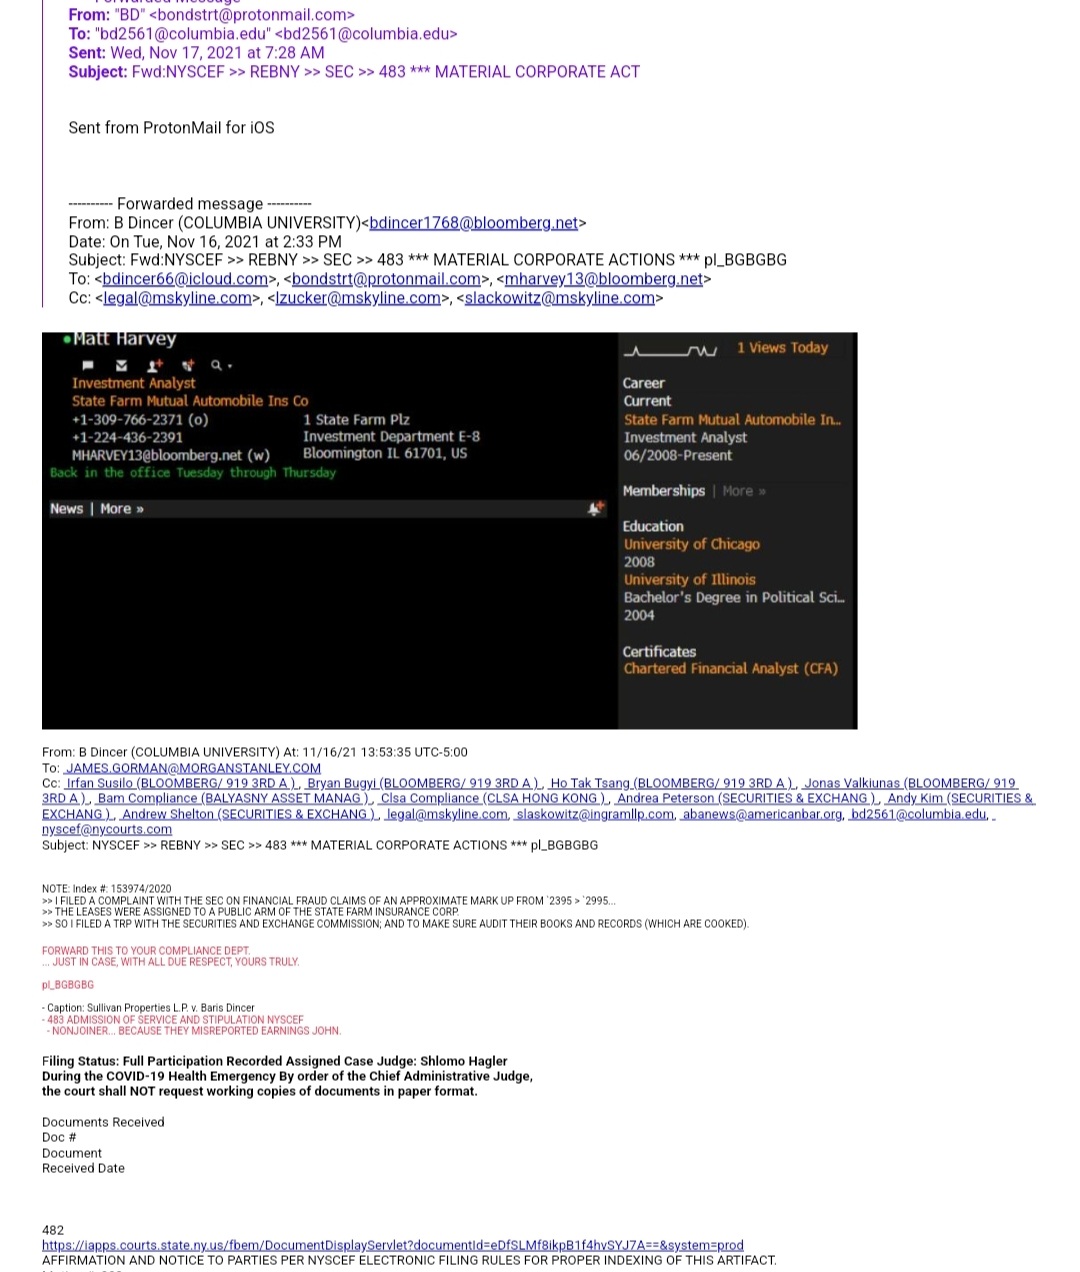 From: "BD" <bondstrt@protonmail.com>
To: "bd2561@columbia.edu" <bd2561@columbia.edu>
Sent: Wed, Nov 17, 2021 at 7:28 AM
Subject: Fwd:NYSCEF >> REBNY >> SEC >> 483 *** MATERIAL CORPORATE ACT
Sent from ProtonMail for iOS
---------- Forwarded message ----------
From: B Dincer (COLUMBIA UNIVERSITY)<bdincer1768@bloomberg.net>
Date: On Tue, Nov 16, 2021 at 2:33 PM
Subject: Fwd:NYSCEF >> REBNY >> SEC >> 483 *** MATERIAL CORPORATE ACTIONS *** pl_BGBGBG
To: <bdincer66@icloud.com>, <bondstrt@protonmail.com>, <mharvey13@bloomberg.net>
Cc: <legal@mskyline.com>, <lzucker@mskyline.com>, <slackowitz@mskyline.com>
Matt Harvey
Investment Analyst
State Farm Mutual Automobile Ins Co
+1-309-766-2371 (o) 1 State Farm Plz
+1-224-436-2391 Investment Department E-8
MHARVEY13@bloomberg.net (w) Bloomington IL 61701, US
Back in the office Tuesday through Thursday
News | More »
1 Views Today
Career
Current
State Farm Mutual Automobile In..
Investment Analyst
06/2008-Present
Memberships | More »
Education
University of Chicago
2008
University of Illinois
Bachelor's Degree in Political Sci...
2004
Certificates
Chartered Financial Analyst (CFA)
From: B Dincer (COLUMBIA UNIVERSITY) At: 11/16/21 13:53:35 UTC-5:00
To: JAMES.GORMAN@MORGANSTANLEY.COM
Cc: Irfan Susilo (BLOOMBERG/ 919 3RD A ), Bryan Bugyi (BLOOMBERG/ 919 3RD A ), Ho Tak Tsang (BLOOMBERG/ 919 3RD A ), Jonas Valkiunas (BLOOMBERG/ 919
3RD A ), Bam Compliance (BALYASNY ASSET MANAG ), Clsa Compliance (CLSA HONG KONG ), Andrea Peterson (SECURITIES & EXCHANG ), Andy Kim (SECURITIES &
EXCHANG ), Andrew Shelton (SECURITIES & EXCHANG ), legal@mskyline.com, slaskowitz@ingramllp.com, abanews@americanbar.org, bd2561@columbia.edu,
nyscef@nycourts.com
Subject: NYSCEF >> REBNY >> SEC >> 483 *** MATERIAL CORPORATE ACTIONS *** pl_BGBGBG
NOTE: Index #: 153974/2020
>> I FILED A COMPLAINT WITH THE SEC ON FINANCIAL FRAUD CLAIMS OF AN APPROXIMATE MARK UP FROM `2395 > `2995...
>> THE LEASES WERE ASSIGNED TO A PUBLIC ARM OF THE STATE FARM INSURANCE CORP.
>> SO I FILED A TRP WITH THE SECURITIES AND EXCHANGE COMMISSION; AND TO MAKE SURE AUDIT THEIR BOOKS AND RECORDS (WHICH ARE COOKED).
FORWARD THIS TO YOUR COMPLIANCE DEPT.
... JUST IN CASE, WITH ALL DUE RESPECT, YOURS TRULY.
pl_BGBGBG
- Caption: Sullivan Properties L.P. v. Baris Dincer
- 483 ADMISSION OF SERVICE AND STIPULATION NYSCEF
- NONJOINER... BECAUSE THEY MISREPORTED EARNINGS JOHN.
Filing Status: Full Participation Recorded Assigned Case Judge: Shlomo Hagler
During the COVID-19 Health Emergency By order of the Chief Administrative Judge,
the court shall NOT request working copies of documents in paper format.
Documents Received
Doc #
Document
Received Date
482
https://iapps.courts.state.ny.us/fbem/DocumentDisplayServlet?documentId=eDfSLMf8ikpB1f4hvSYJ7A==&system=prod
AFFIRMATION AND NOTICE TO PARTIES PER NYSCEF ELECTRONIC FILING RULES FOR PROPER INDEXING OF THIS ARTIFACT.